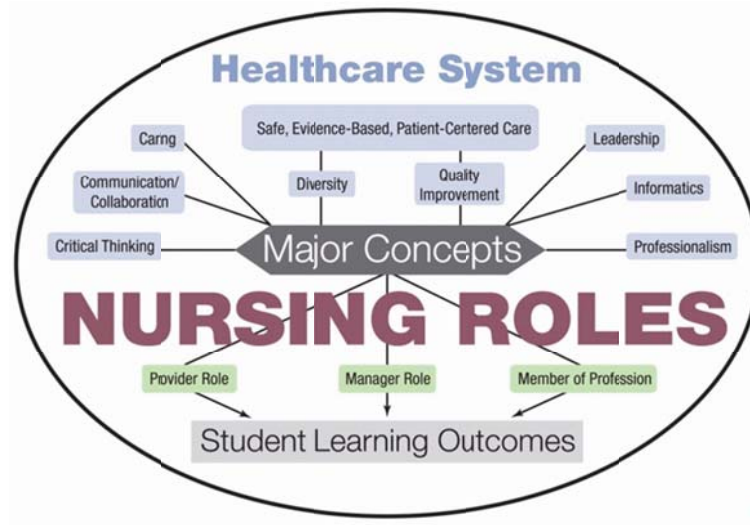 Healthcare System
Safe, Evidence-Based, Patient-Certered Care
Carng
Leadership
Communicaton/
Collaboration
Diversity
Quality
Improvement
Informatics
Critical Thinking
Major Concepts
Professionalism
NURSING ROLES
Provider Role
Manager Role
Member of Profession
Student Learning Outcomes